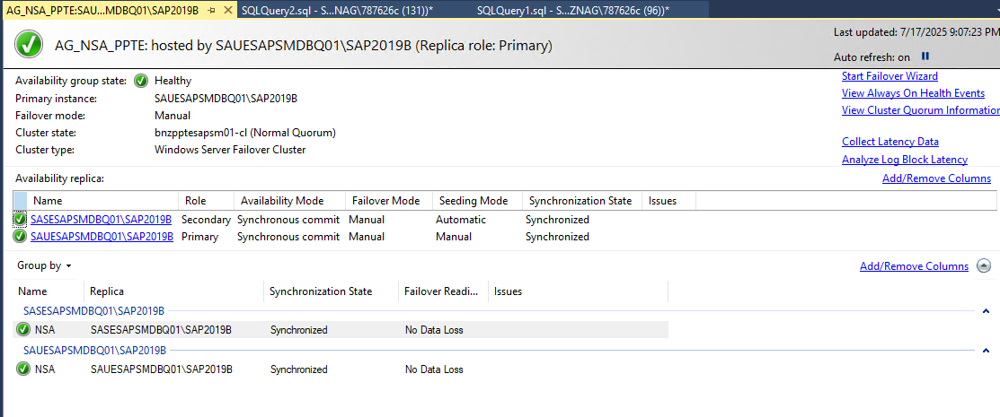 AG_NSA_PPTE:SAU...MDBQ01\SAP2019B SQLQuery2.sql - S...NAG\787626c (131))* SQLQuery1.sql - S...ZNAG\787626c (96))*
AG_NSA_PPTE: hosted by SAUESAPSMDBQ01\SAP2019B (Replica role: Primary)
Last updated: 7/17/2025 9:07:23 PM
Auto refresh: on
Availability group state: Healthy
Primary instance: SAUESAPSMDBQ01\SAP2019B
Failover mode: Manual
Cluster state: bnzpptesapsm01-cl (Normal Quorum)
Cluster type: Windows Server Failover Cluster
Start Failover Wizard
View Always On Health Events
View Cluster Quorum Information
Collect Latency Data
Analyze Log Block Latency
Availability replica: Add/Remove Columns
Name Role Availability Mode Failover Mode Seeding Mode Synchronization State Issues
SASESAPSMDBQ01\SAP2019B Secondary Synchronous commit Manual Automatic Synchronized
SAUESAPSMDBQ01\SAP2019B Primary Synchronous commit Manual Manual Synchronized
Group by Add/Remove Columns
Name Replica Synchronization State Failover Readi... Issues
SASESAPSMDBQ01\SAP2019B
NSA SASESAPSMDBQ01\SAP2019B Synchronized No Data Loss
SAUESAPSMDBQ01\SAP2019B
NSA SAUESAPSMDBQ01\SAP2019B Synchronized No Data Loss